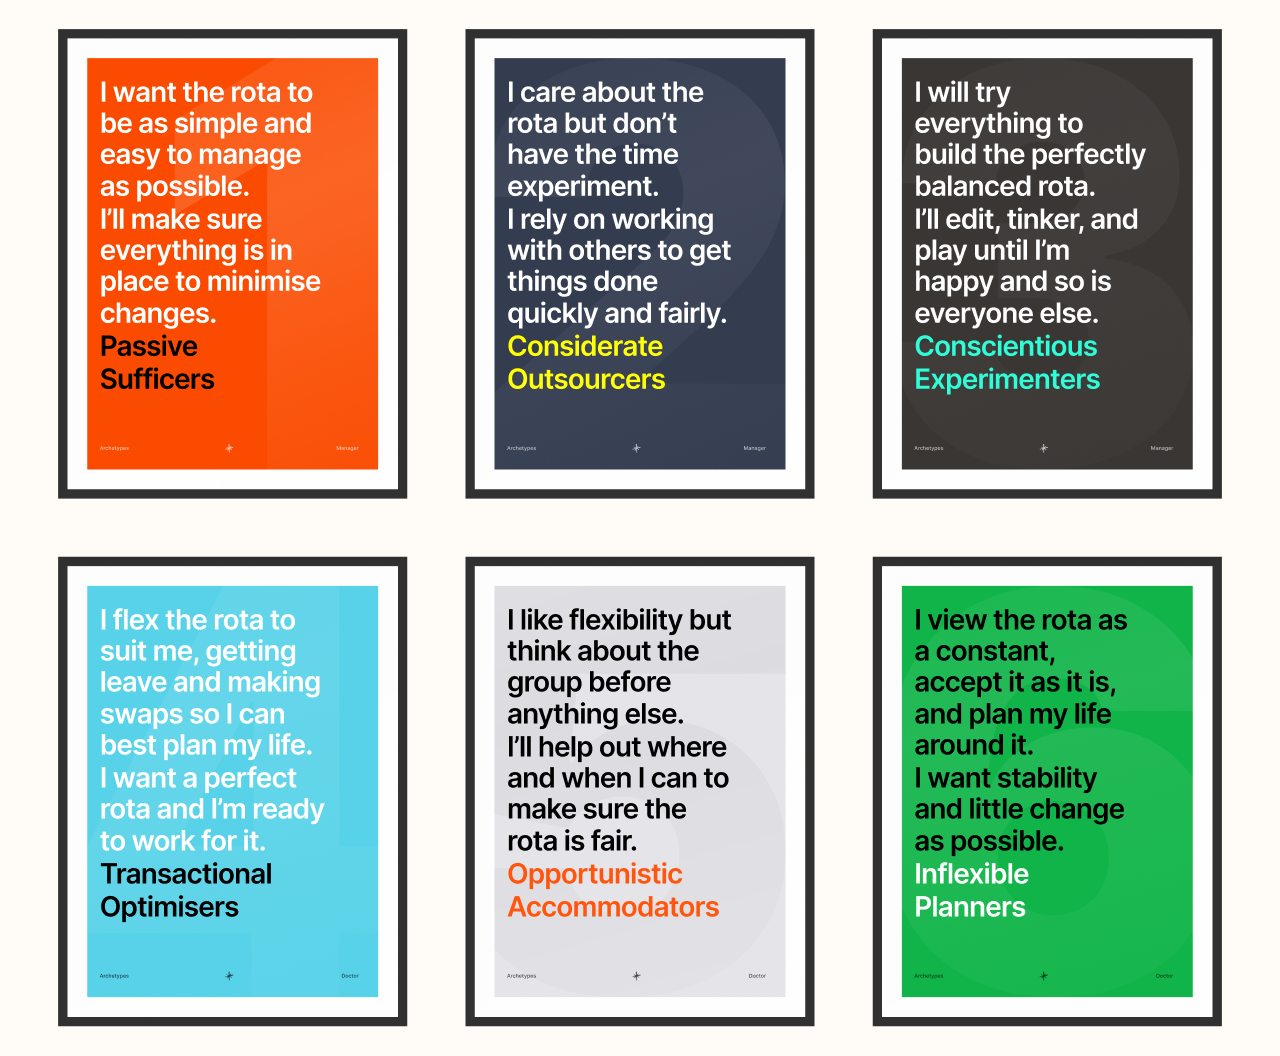 I want the rota to
be as simple and
easy to manage
as possible.
I’ll make sure
everything is in
place to minimise
changes.
Passive
Sufficers
Archetypes
Manager
I care about the
rota but don’t
have the time
experiment.
I rely on working
with others to get
things done
quickly and fairly.
Considerate
Outsourcers
Archetypes
Manager
I will try
everything to
build the perfectly
balanced rota.
I’ll edit, tinker, and
play until I’m
happy and so is
everyone else.
Conscientious
Experimenters
Archetypes
Manager
I flex the rota to
suit me, getting
leave and making
swaps so I can
best plan my life.
I want a perfect
rota and I’m ready
to work for it.
Transactional
Optimisers
Archetypes
Doctor
I like flexibility but
think about the
group before
anything else.
I’ll help out where
and when I can to
make sure the
rota is fair.
Opportunistic
Accommodators
Archetypes
Doctor
I view the rota as
a constant,
accept it as it is,
and plan my life
around it.
I want stability
and little change
as possible.
Inflexible
Planners
Archetypes
Doctor